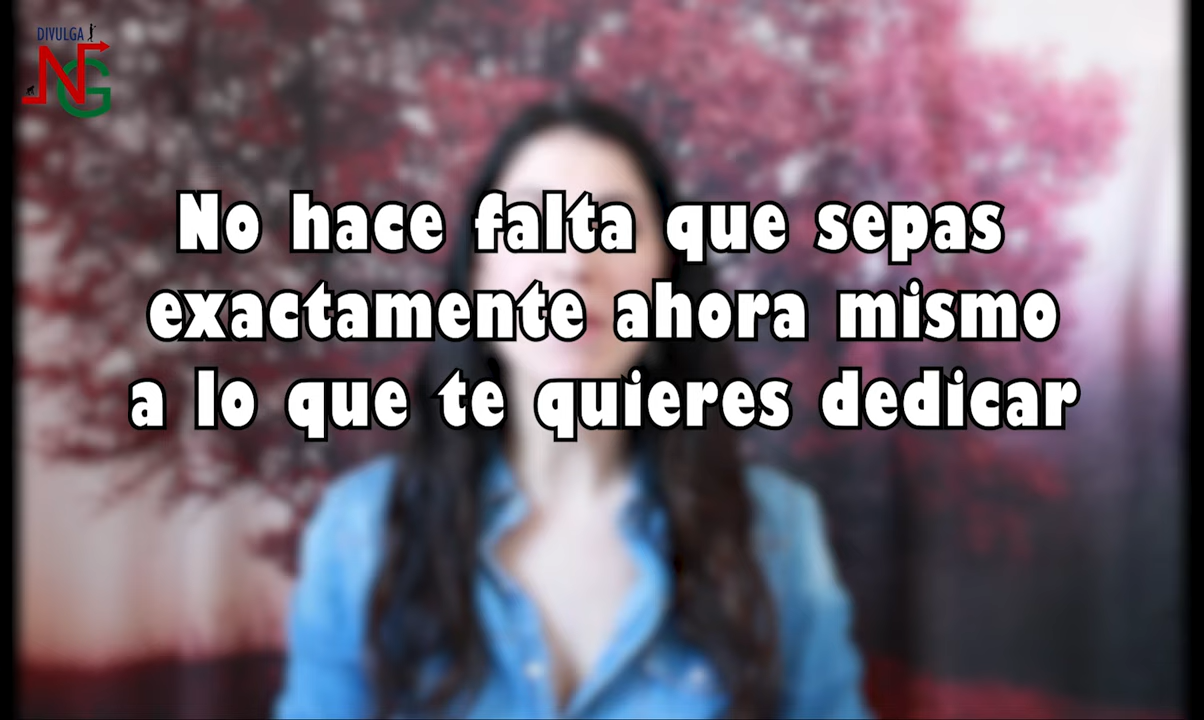 DIVULGA
NG
No hace falta que sepas
exactamente ahora mismo
a lo que te quieres dedicar